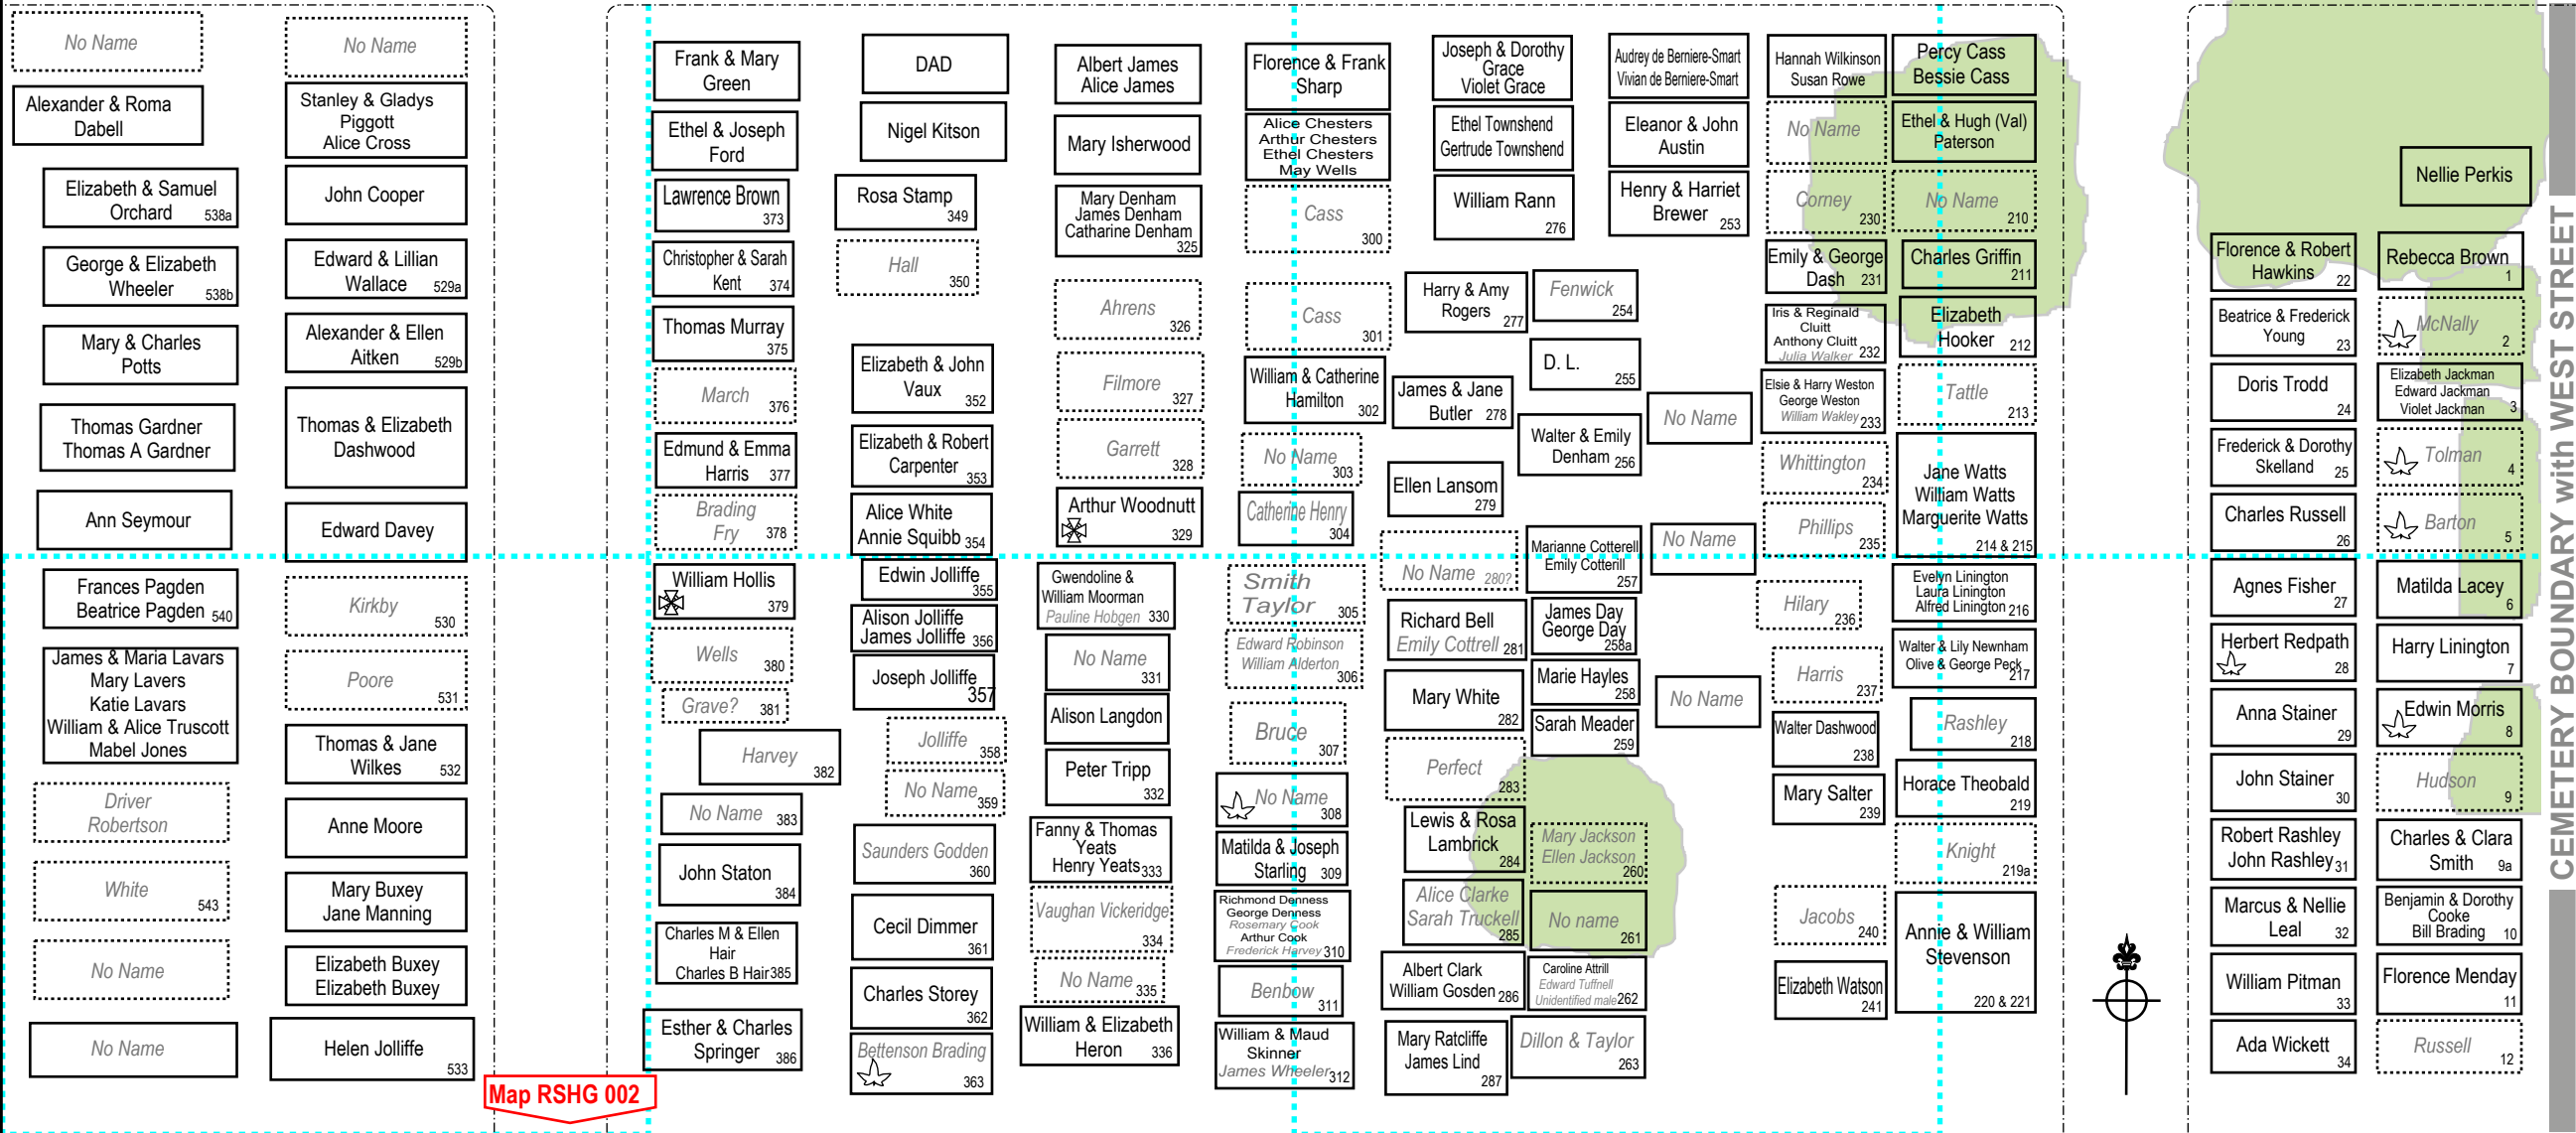 No Name
Alexander & Roma
Dabell
Elizabeth & Samuel
Orchard 538a
George & Elizabeth
Wheeler 538b
Mary & Charles
Potts
Thomas Gardner
Thomas A Gardner
Ann Seymour
Frances Pagden
Beatrice Pagden 540
James & Maria Lavars
Mary Lavers
Katie Lavars
William & Alice Truscott
Mabel Jones
Driver
Robertson
White
543
No Name
No Name
No Name
Stanley & Gladys
Piggott
Alice Cross
John Cooper
Edward & Lillian
Wallace 529a
Alexander & Ellen
Aitken 529b
Thomas & Elizabeth
Dashwood
Edward Davey
Kirkby
530
Poore
531
Thomas & Jane
Wilkes 532
Anne Moore
Mary Buxey
Jane Manning
Elizabeth Buxey
Elizabeth Buxey
Helen Jolliffe
533
Map RSHG 002
Frank & Mary
Green
Ethel & Joseph
Ford
Lawrence Brown
373
Christopher & Sarah
Kent 374
Thomas Murray
375
March
376
Edmund & Emma
Harris 377
Brading
Fry 378
William Hollis
379
Wells
380
Grave? 381
Harvey
382
No Name 383
John Staton
384
Charles M & Ellen
Hair
Charles B Hair 385
Esther & Charles
Springer 386
DAD
Nigel Kitson
Rosa Stamp
349
Hall
350
Elizabeth & John
Vaux 352
Elizabeth & Robert
Carpenter 353
Alice White
Annie Squibb 354
Edwin Jolliffe
355
Alison Jolliffe
James Jolliffe 356
Joseph Jolliffe
357
Jolliffe
358
No Name 359
Saunders Godden
360
Cecil Dimmer
361
Charles Storey
362
Bettenson Brading
363
Albert James
Alice James
Mary Isherwood
Mary Denham
James Denham
Catharine Denham
325
Ahrens
326
Filmore
327
Garrett
328
Arthur Woodnutt
329
Gwendoline &
William Moorman
Pauline Hobgen 330
No Name
331
Alison Langdon
Peter Tripp
332
Fanny & Thomas
Yeats
Henry Yeats 333
Vaughan Vickeridge
334
No Name
335
William & Elizabeth
Heron 336
Florence & Frank
Sharp
Alice Chesters
Arthur Chesters
Ethel Chesters
May Wells
Cass
300
Cass
301
William & Catherine
Hamilton 302
No Name
303
Catherine Henry
304
Smith
Taylor 305
Edward Robinson
William Alderton
306
Bruce
307
No Name
308
Matilda & Joseph
Starling 309
Richmond Denness
George Denness
Rosemary Cook
Arthur Cook
Frederick Harvey 310
Benbow
311
William & Maud
Skinner
James Wheeler 312
Joseph & Dorothy
Grace
Violet Grace
Ethel Townshend
Gertrude Townshend
William Rann
276
Harry & Amy
Rogers 277
James & Jane
Butler 278
Ellen Lansom
279
No Name 280?
Richard Bell
Emily Cottrell 281
Mary White
282
Perfect
283
Lewis & Rosa
Lambrick
284
Alice Clarke
Sarah Truckell
285
Albert Clark
William Gosden 286
Mary Ratcliffe
James Lind
287
Audrey de Berniere-Smart
Vivian de Berniere-Smart
Eleanor & John
Austin
Henry & Harriet
Brewer 253
Fenwick
254
D. L.
255
Walter & Emily
Denham 256
Marianne Cotterell
Emily Cotterill
257
James Day
George Day
258a
Marie Hayles
258
Sarah Meader
259
Mary Jackson
Ellen Jackson
260
No name
261
Caroline Attrill
Edward Tuffnell
Unidentified male 262
Dillon & Taylor
263
No Name
No Name
No Name
Hannah Wilkinson
Susan Rowe
No Name
Corney
230
Emily & George
Dash 231
Iris & Reginald
Cluitt
Anthony Cluitt
Julia Walker 232
Elsie & Harry Weston
George Weston
William Wakley 233
Whittington
234
Phillips
235
Hilary
236
Harris
237
Walter Dashwood
238
Mary Salter
239
Jacobs
240
Elizabeth Watson
241
Percy Cass
Bessie Cass
Ethel & Hugh (Val)
Paterson
No Name
210
Charles Griffin
211
Elizabeth
Hooker 212
Tattle
213
Jane Watts
William Watts
Marguerite Watts
214 & 215
Evelyn Linington
Laura Linington
Alfred Linington 216
Walter & Lily Newnham
Olive & George Peck
217
Rashley
218
Horace Theobald
219
Knight
219a
Annie & William
Stevenson
220 & 221
Nellie Perkis
Florence & Robert
Hawkins
22
Beatrice & Frederick
Young 23
Doris Trodd
24
Frederick & Dorothy
Skelland 25
Charles Russell
26
Agnes Fisher
27
Herbert Redpath
28
Anna Stainer
29
John Stainer
30
Robert Rashley
John Rashley 31
Marcus & Nellie
Leal 32
William Pitman
33
Ada Wickett
34
Rebecca Brown
1
McNally
2
Elizabeth Jackman
Edward Jackman
Violet Jackman 3
Tolman
4
Barton
5
Matilda Lacey
6
Harry Linington
7
Edwin Morris
8
Hudson
9
Charles & Clara
Smith 9a
Benjamin & Dorothy
Cooke
Bill Brading 10
Florence Menday
11
Russell
12
CEMETERY BOUNDARY with WEST STREET